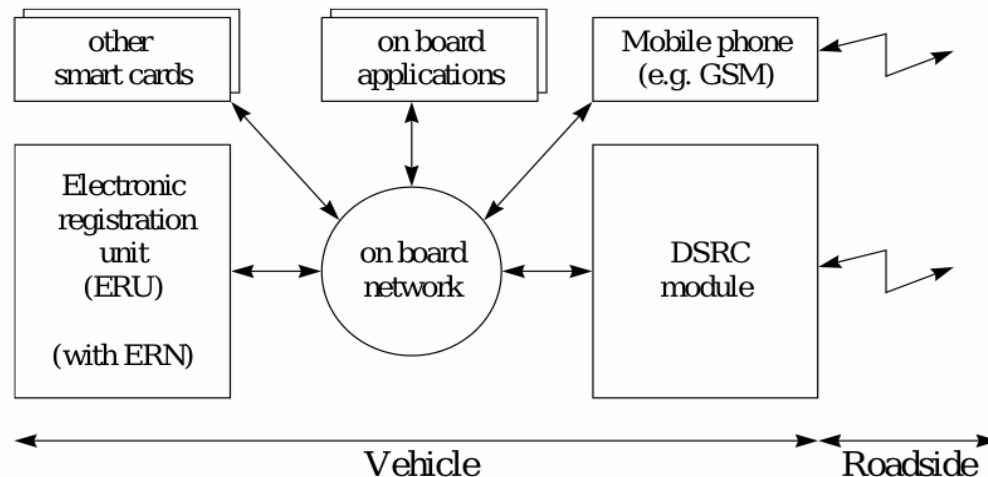 other
smart cards
on board
applications
Mobile phone
(e.g. GSM)
Electronic
registration
unit
(ERU)
(with ERN)
on board
network
DSRC
module
Vehicle
Roadside